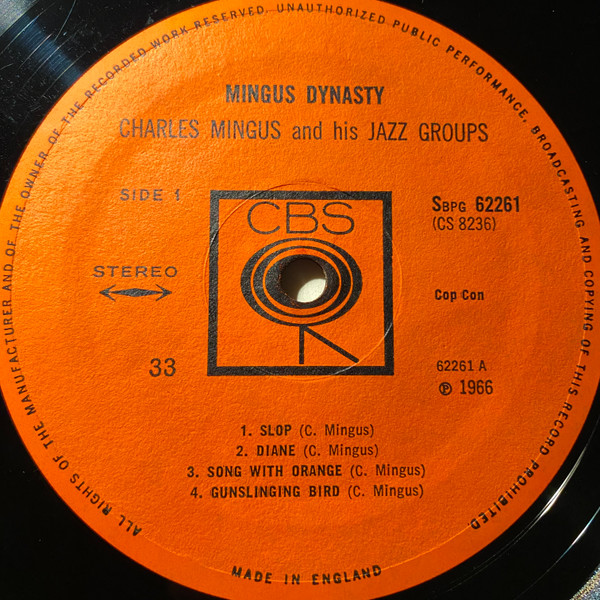 ALL RIGHTS OF THE MANUFACTURER AND OF THE OWNER OF THE RECORDED WORK RESERVED. UNAUTHORIZED PUBLIC PERFORMANCE, BROADCASTING AND COPYING OF THIS RECORD PROHIBITED.
MINGUS DYNASTY
CHARLES MINGUS and his JAZZ GROUPS
SIDE 1
CBS
SBPG 62261
(CS 8236)
STEREO
Cop Con
33
62261 A
℗ 1966
1. SLOP (C. Mingus)
2. DIANE (C. Mingus)
3. SONG WITH ORANGE (C. Mingus)
4. GUNSLINGING BIRD (C. Mingus)
MADE IN ENGLAND